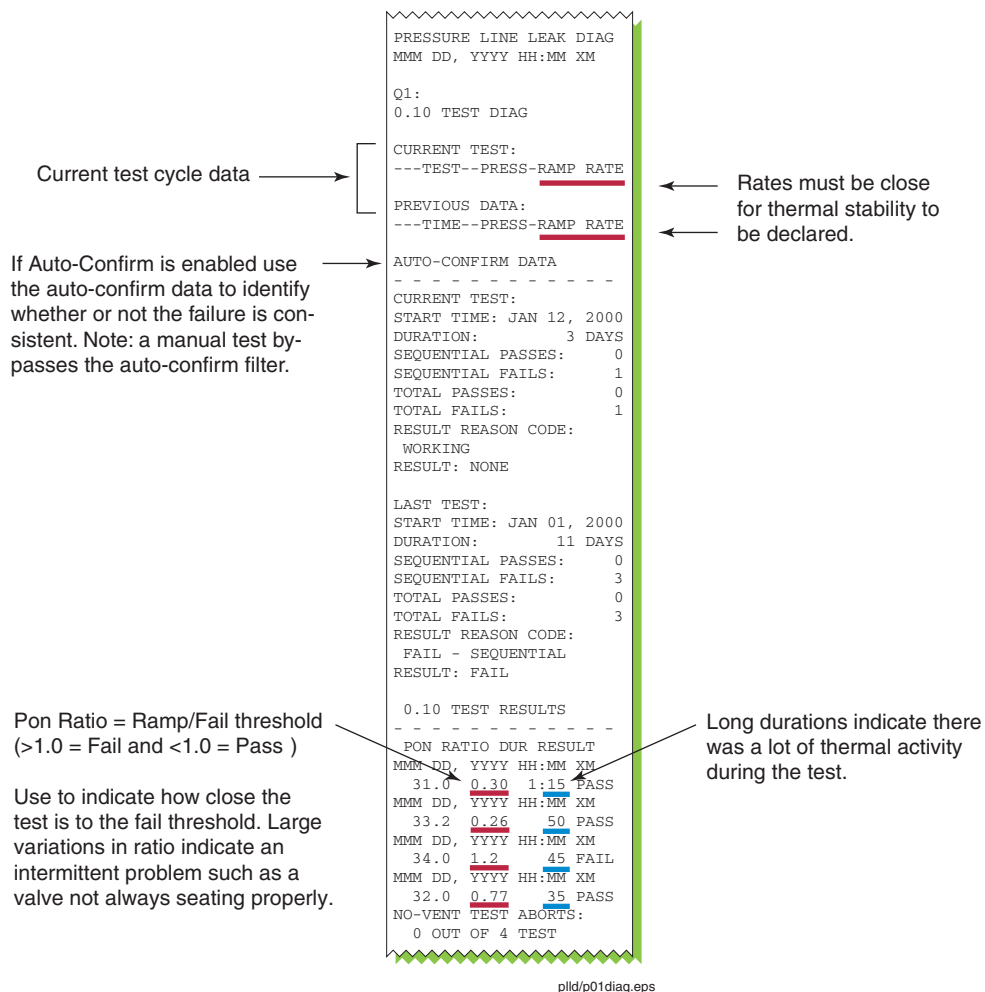 PRESSURE LINE LEAK DIAG
MMM DD, YYYY HH:MM XM
Q1:
0.10 TEST DIAG
CURRENT TEST:
---TEST--PRESS-RAMP RATE
PREVIOUS DATA:
---TIME--PRESS-RAMP RATE
Current test cycle data
Rates must be close
for thermal stability to
be declared.
If Auto-Confirm is enabled use
the auto-confirm data to identify
whether or not the failure is con-
sistent. Note: a manual test by-
passes the auto-confirm filter.
AUTO-CONFIRM DATA
- - - - - - - - - - - -
CURRENT TEST:
START TIME: JAN 12, 2000
DURATION: 3 DAYS
SEQUENTIAL PASSES: 0
SEQUENTIAL FAILS: 1
TOTAL PASSES: 0
TOTAL FAILS: 1
RESULT REASON CODE:
WORKING
RESULT: NONE
LAST TEST:
START TIME: JAN 01, 2000
DURATION: 11 DAYS
SEQUENTIAL PASSES: 0
SEQUENTIAL FAILS: 3
TOTAL PASSES: 0
TOTAL FAILS: 3
RESULT REASON CODE:
FAIL - SEQUENTIAL
RESULT: FAIL
0.10 TEST RESULTS
- - - - - - - - - - - -
PON RATIO DUR RESULT
MMM DD, YYYY HH:MM XM
31.0 0.30 1:15 PASS
MMM DD, YYYY HH:MM XM
33.2 0.26 50 PASS
MMM DD, YYYY HH:MM XM
34.0 1.2 45 FAIL
MMM DD, YYYY HH:MM XM
32.0 0.77 35 PASS
NO-VENT TEST ABORTS:
0 OUT OF 4 TEST
Pon Ratio = Ramp/Fail threshold
(>1.0 = Fail and <1.0 = Pass )
Use to indicate how close the
test is to the fail threshold. Large
variations in ratio indicate an
intermittent problem such as a
valve not always seating properly.
Long durations indicate there
was a lot of thermal activity
during the test.
plld/p01diag.eps